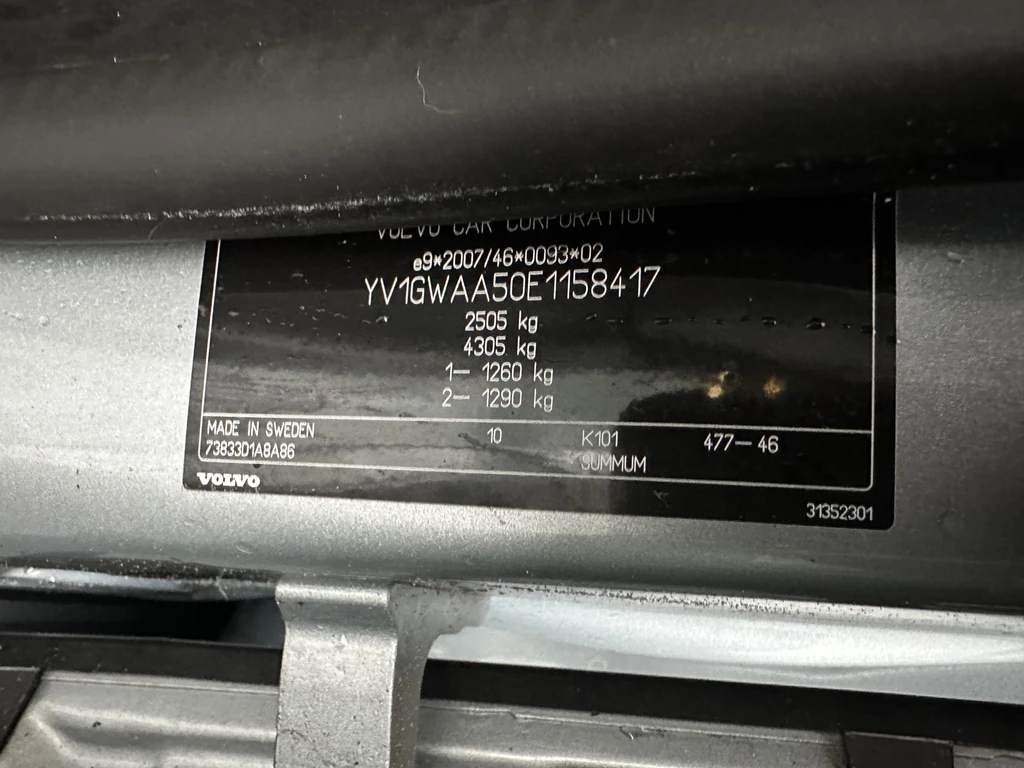 VOLVO CAR CORPORATION
e9*2007/46*0093*02
YV1GWAA50E1158417
2505 kg
4305 kg
1– 1260 kg
2– 1290 kg
MADE IN SWEDEN 10 K101 477–46
7383301A8A86 SUMMUM
VOLVO
31352301